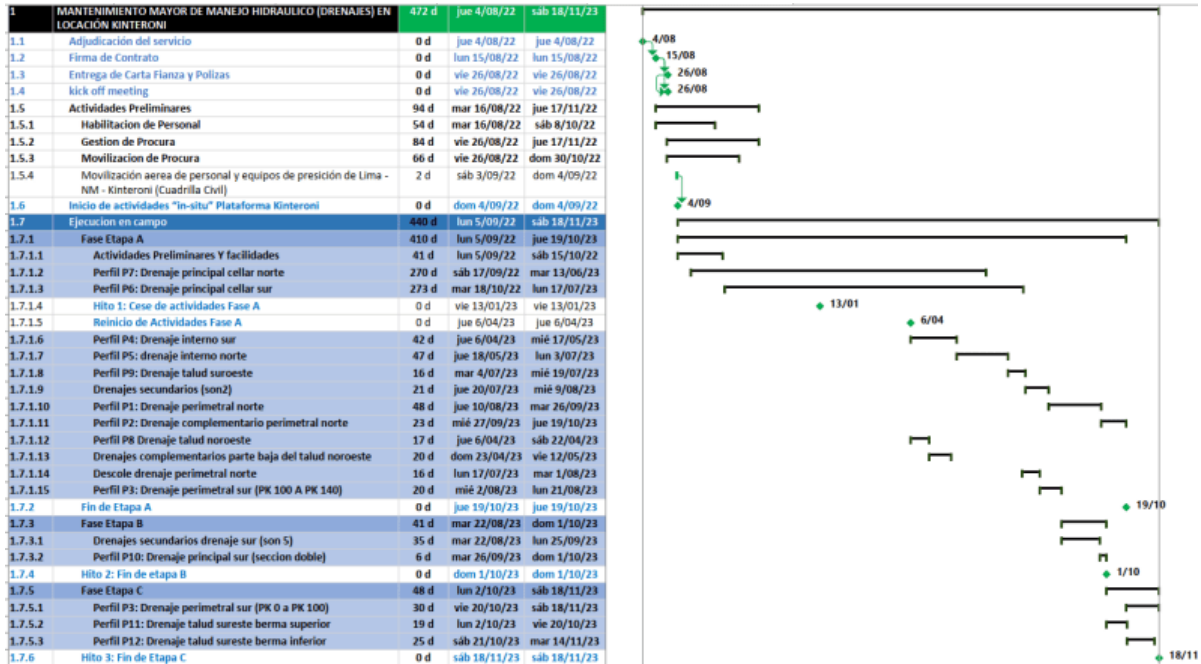 1 MANTENIMIENTO MAYOR DE MANEJO HIDRAULICO (DRENAJES) EN 472 d jue 4/08/22 sáb 18/11/23
LOCACIÓN KINTERONI
1.1 Adjudicación del servicio 0 d jue 4/08/22 jue 4/08/22 4/08
1.2 Firma de Contrato 0 d lun 15/08/22 lun 15/08/22 15/08
1.3 Entrega de Carta Fianza y Polizas 0 d vie 26/08/22 vie 26/08/22 26/08
1.4 kick off meeting 0 d vie 26/08/22 vie 26/08/22 26/08
1.5 Actividades Preliminares 94 d mar 16/08/22 jue 17/11/22
1.5.1 Habilitacion de Personal 54 d mar 16/08/22 sáb 8/10/22
1.5.2 Gestion de Procura 84 d vie 26/08/22 jue 17/11/22
1.5.3 Movilizacion de Procura 66 d vie 26/08/22 dom 30/10/22
1.5.4 Movilización aerea de personal y equipos de presición de Lima - 2 d sáb 3/09/22 dom 4/09/22
NM - Kinteroni (Cuadrilla Civil)
1.6 Inicio de actividades "in-situ" Plataforma Kinteroni 0 d dom 4/09/22 dom 4/09/22 4/09
1.7 Ejecucion en campo 440 d lun 5/09/22 sáb 18/11/23
1.7.1 Fase Etapa A 410 d lun 5/09/22 jue 19/10/23
1.7.1.1 Actividades Preliminares Y facilidades 41 d lun 5/09/22 sáb 15/10/22
1.7.1.2 Perfil P7: Drenaje principal cellar norte 270 d sáb 17/09/22 mar 13/06/23
1.7.1.3 Perfil P6: Drenaje principal cellar sur 273 d mar 18/10/22 lun 17/07/23
1.7.1.4 Hito 1: Cese de actividades Fase A 0 d vie 13/01/23 vie 13/01/23 13/01
1.7.1.5 Reinicio de Actividades Fase A 0 d jue 6/04/23 jue 6/04/23 6/04
1.7.1.6 Perfil P4: Drenaje interno sur 42 d jue 6/04/23 mié 17/05/23
1.7.1.7 Perfil P5: drenaje interno norte 47 d jue 18/05/23 lun 3/07/23
1.7.1.8 Perfil P9: Drenaje talud suroeste 16 d mar 4/07/23 mié 19/07/23
1.7.1.9 Drenajes secundarios (son2) 21 d jue 20/07/23 mié 9/08/23
1.7.1.10 Perfil P1: Drenaje perimetral norte 48 d jue 10/08/23 mar 26/09/23
1.7.1.11 Perfil P2: Drenaje complementario perimetral norte 23 d mié 27/09/23 jue 19/10/23
1.7.1.12 Perfil P8 Drenaje talud noroeste 17 d jue 6/04/23 sáb 22/04/23
1.7.1.13 Drenajes complementarios parte baja del talud noroeste 20 d dom 23/04/23 vie 12/05/23
1.7.1.14 Descole drenaje perimetral norte 16 d lun 17/07/23 mar 1/08/23
1.7.1.15 Perfil P3: Drenaje perimetral sur (PK 100 A PK 140) 20 d mié 2/08/23 lun 21/08/23
1.7.2 Fin de Etapa A 0 d jue 19/10/23 jue 19/10/23 19/10
1.7.3 Fase Etapa B 41 d mar 22/08/23 dom 1/10/23
1.7.3.1 Drenajes secundarios drenaje sur (son 5) 35 d mar 22/08/23 lun 25/09/23
1.7.3.2 Perfil P10: Drenaje principal sur (seccion doble) 6 d mar 26/09/23 dom 1/10/23
1.7.4 Hito 2: Fin de etapa B 0 d dom 1/10/23 dom 1/10/23 1/10
1.7.5 Fase Etapa C 48 d lun 2/10/23 sáb 18/11/23
1.7.5.1 Perfil P3: Drenaje perimetral sur (PK 0 a PK 100) 30 d vie 20/10/23 sáb 18/11/23
1.7.5.2 Perfil P11: Drenaje talud sureste berma superior 19 d lun 2/10/23 vie 20/10/23
1.7.5.3 Perfil P12: Drenaje talud sureste berma inferior 25 d sáb 21/10/23 mar 14/11/23
1.7.6 Hito 3: Fin de Etapa C 0 d sáb 18/11/23 sáb 18/11/23 18/11